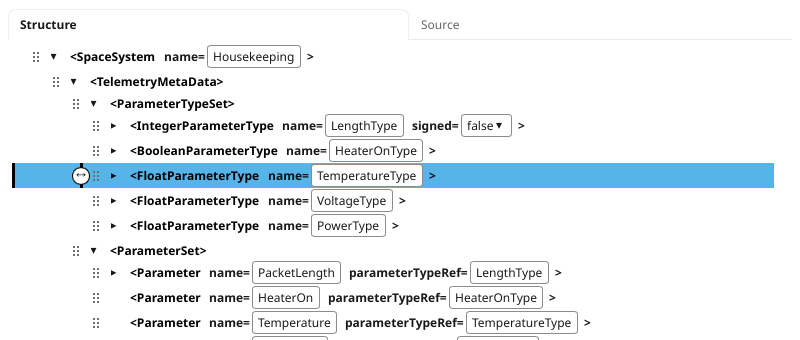 Structure Source
<SpaceSystem name= Housekeeping >
<TelemetryMetaData>
<ParameterTypeSet>
<IntegerParameterType name= LengthType signed= false >
<BooleanParameterType name= HeaterOnType >
<FloatParameterType name= TemperatureType >
<FloatParameterType name= VoltageType >
<FloatParameterType name= PowerType >
<ParameterSet>
<Parameter name= PacketLength parameterTypeRef= LengthType >
<Parameter name= HeaterOn parameterTypeRef= HeaterOnType >
<Parameter name= Temperature parameterTypeRef= TemperatureType >